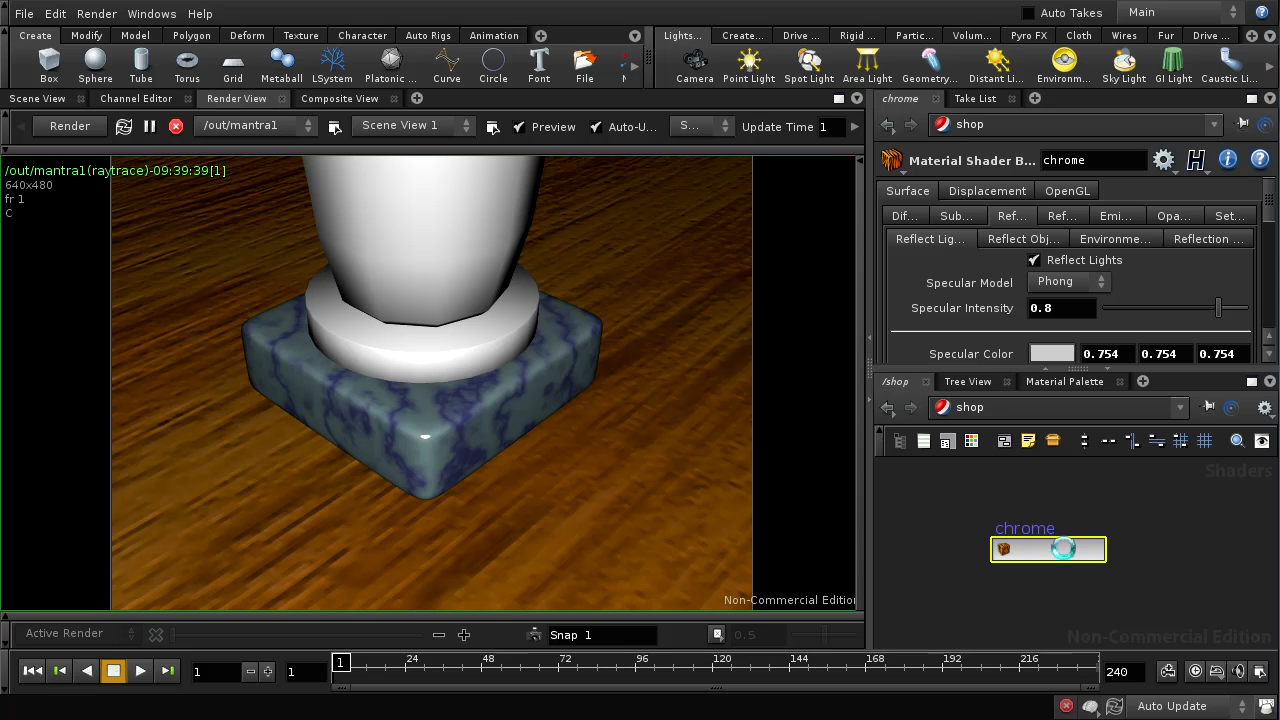 File Edit Render Windows Help
Auto Takes Main
Create Modify Model Polygon Deform Texture Character Auto Rigs Animation
Lights... Create... Drive ... Rigid ... Partic... Volum... Pyro FX Cloth Wires Fur Drive ...
Box Sphere Tube Torus Grid Metaball LSystem Platonic ... Curve Circle Font File
Camera Point Light Spot Light Area Light Geometry... Distant Li... Environm... Sky Light GI Light Caustic Li...
Scene View Channel Editor Render View Composite View
chrome Take List
Render /out/mantra1 Scene View 1 Preview Auto-U... S... Update Time 1
shop
/out/mantra1(raytrace)-09:39:39[1]
640x480
fr 1
C
Material Shader B... chrome
Surface Displacement OpenGL
Dif... Sub... Ref... Ref... Emi... Opa... Set...
Reflect Lig... Reflect Obj... Environme... Reflection ...
Reflect Lights
Specular Model Phong
Specular Intensity 0.8
Specular Color 0.754 0.754 0.754
/shop Tree View Material Palette
shop
Shaders
chrome
Non-Commercial Edition
Non-Commercial Edition
Active Render Snap 1 0.5
1 1 1 24 48 72 96 120 144 168 192 216 240
Auto Update